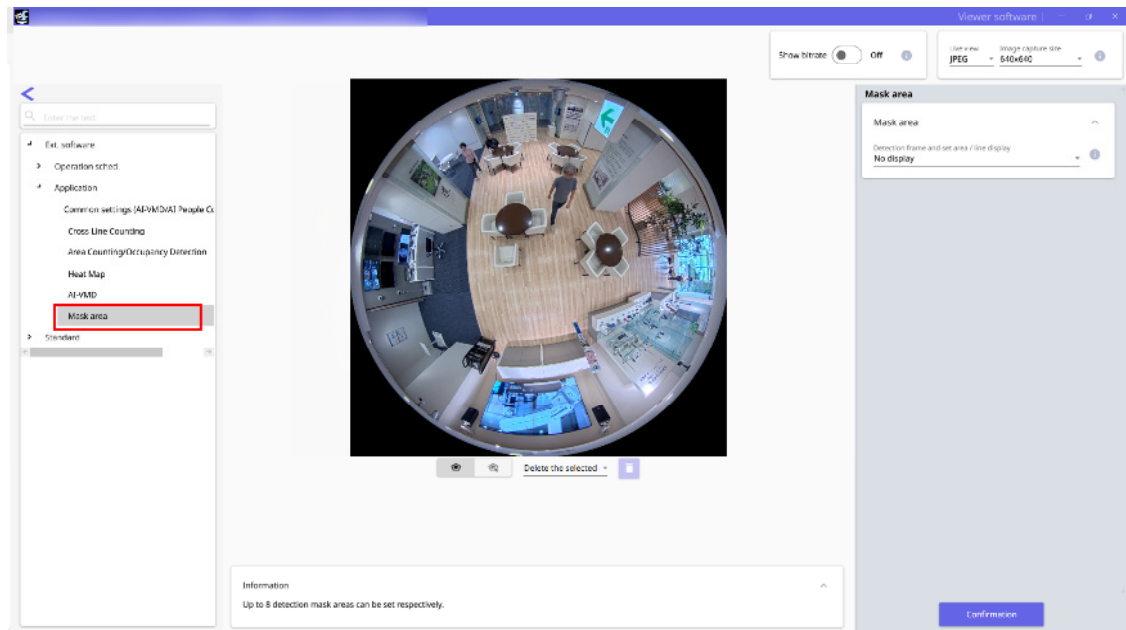 Viewer software |
Show bitrate Off
Live view Image capture size
JPEG 640x640
Enter the text
Ext. software
Operation sched.
Application
Common settings (AI-VMD/AI People Co
Cross Line Counting
Area Counting/Occupancy Detection
Heat Map
AI-VMD
Mask area
Standard
Mask area
Mask area
Detection frame and set area / line display
No display
Delete the selected
Information
Up to 8 detection mask areas can be set respectively.
Confirmation